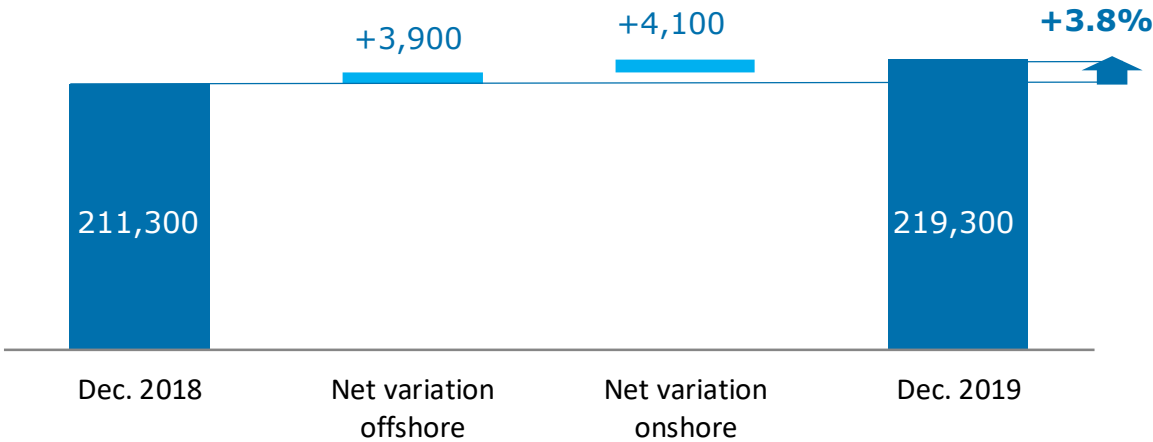 +3,900
+4,100
+3.8%
211,300
219,300
Dec. 2018
Net variation
offshore
Net variation
onshore
Dec. 2019